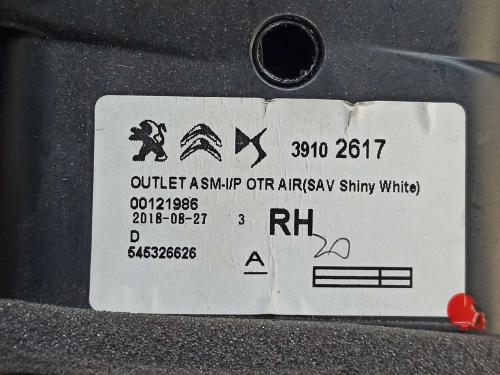 3910 2617
OUTLET ASM-I/P OTR AIR(SAV Shiny White)
00121986
2018-08-27 3 RH
D 20
545326626 A